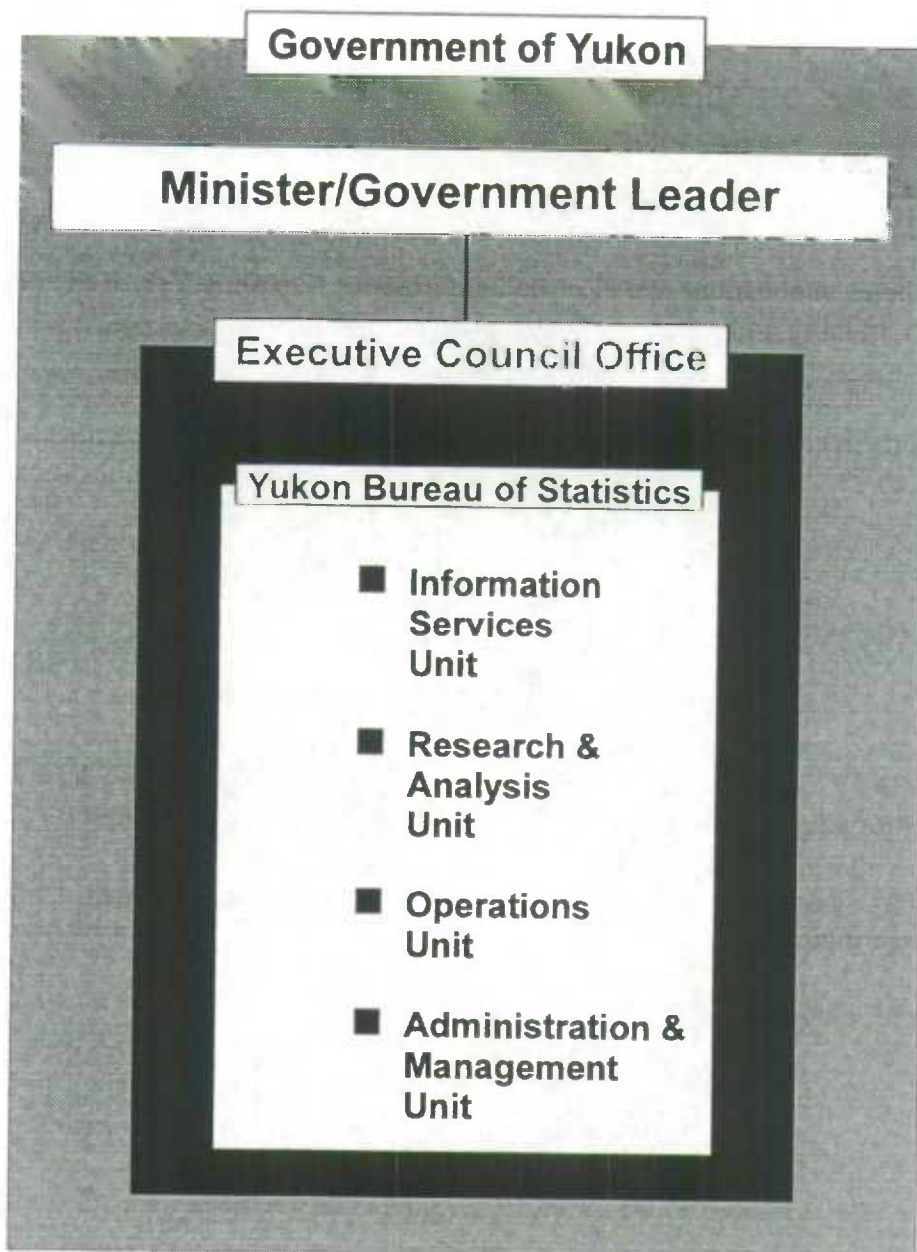 Government of Yukon
Minister/Government Leader
Executive Council Office
Yukon Bureau of Statistics
■ Information
Services
Unit
■ Research &
Analysis
Unit
■ Operations
Unit
■ Administration &
Management
Unit